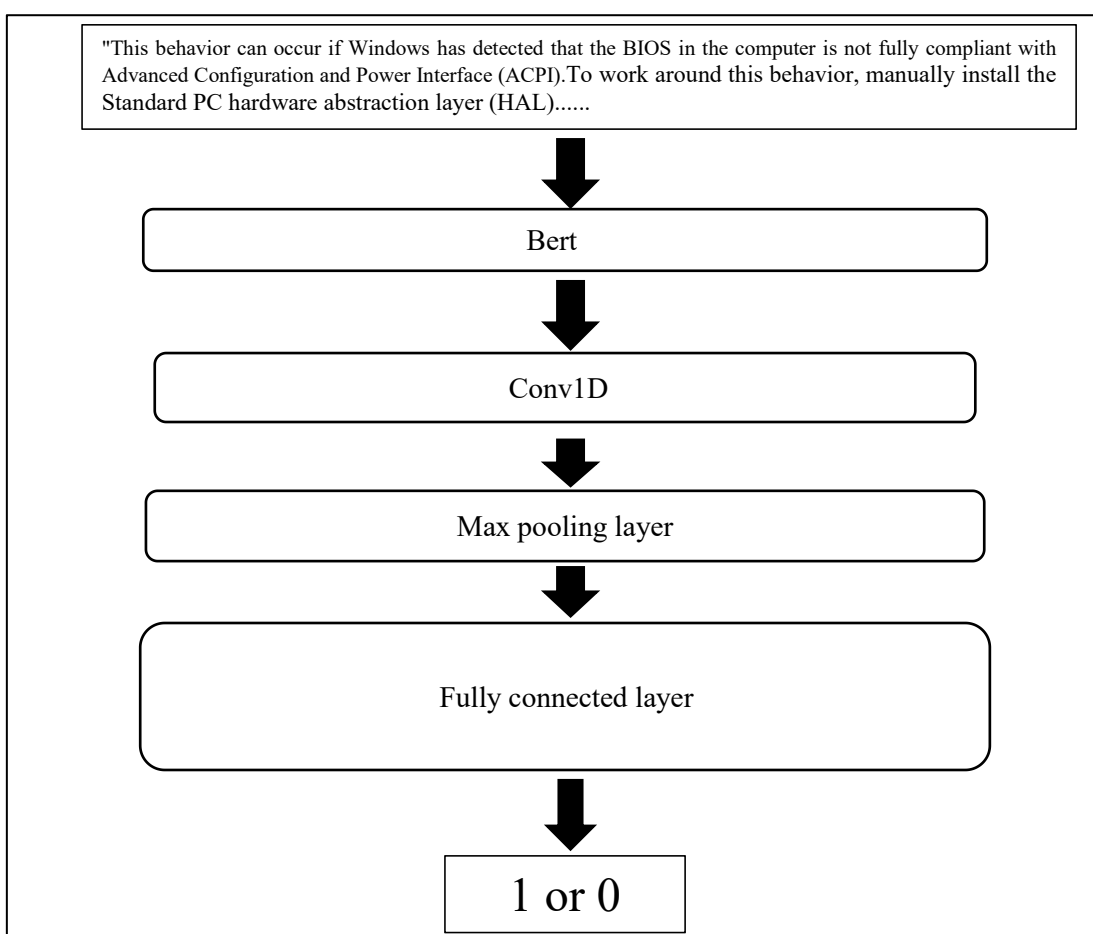 "This behavior can occur if Windows has detected that the BIOS in the computer is not fully compliant with
Advanced Configuration and Power Interface (ACPI).To work around this behavior, manually install the
Standard PC hardware abstraction layer (HAL)......
Bert
Conv1D
Max pooling layer
Fully connected layer
1 or 0